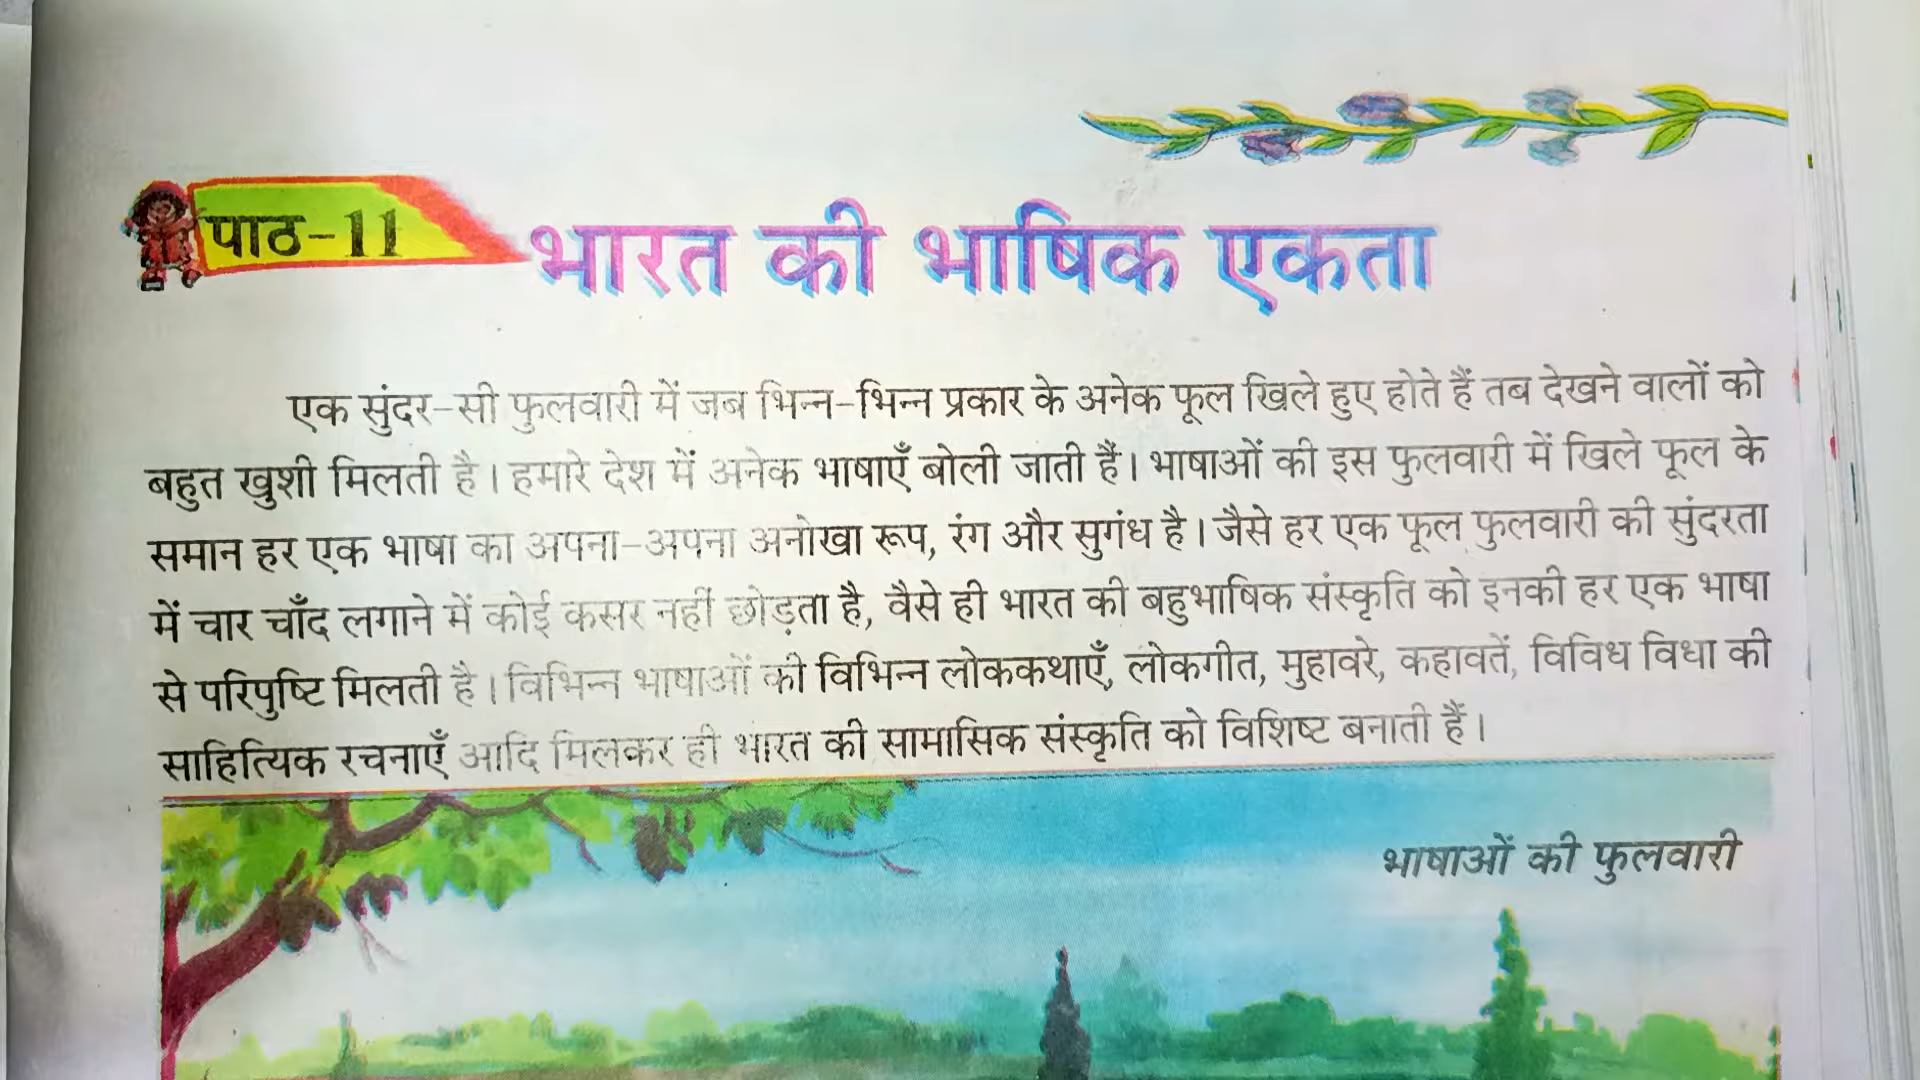 पाठ-11
भारत की भाषिक एकता
एक सुंदर-सी फुलवारी में जब भिन्न-भिन्न प्रकार के अनेक फूल खिले हुए होते हैं तब देखने वालों को
बहुत खुशी मिलती है। हमारे देश में अनेक भाषाएँ बोली जाती हैं। भाषाओं की इस फुलवारी में खिले फूल के
समान हर एक भाषा का अपना-अपना अनोखा रूप, रंग और सुगंध है। जैसे हर एक फूल फुलवारी की सुंदरता
में चार चाँद लगाने में कोई कसर नहीं छोड़ता है, वैसे ही भारत की बहुभाषिक संस्कृति को इनकी हर एक भाषा
से परिपुष्टि मिलती है। विभिन्न भाषाओं की विभिन्न लोककथाएँ, लोकगीत, मुहावरे, कहावतें, विविध विधा की
साहित्यिक रचनाएँ आदि मिलकर ही भारत की सामासिक संस्कृति को विशिष्ट बनाती हैं।
भाषाओं की फुलवारी